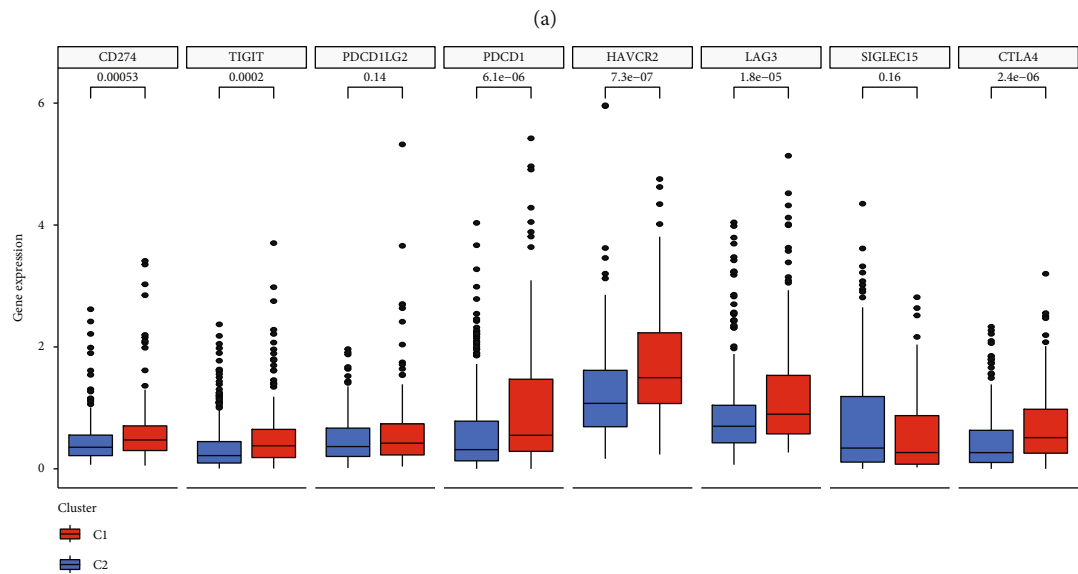 (a)
CD274 TIGIT PDCD1LG2 PDCD1 HAVCR2 LAG3 SIGLEC15 CTLA4
0.00053 0.0002 0.14 6.1e−06 7.3e−07 1.8e−05 0.16 2.4e−06
6
4
2
0
Gene expression
Cluster
C1
C2